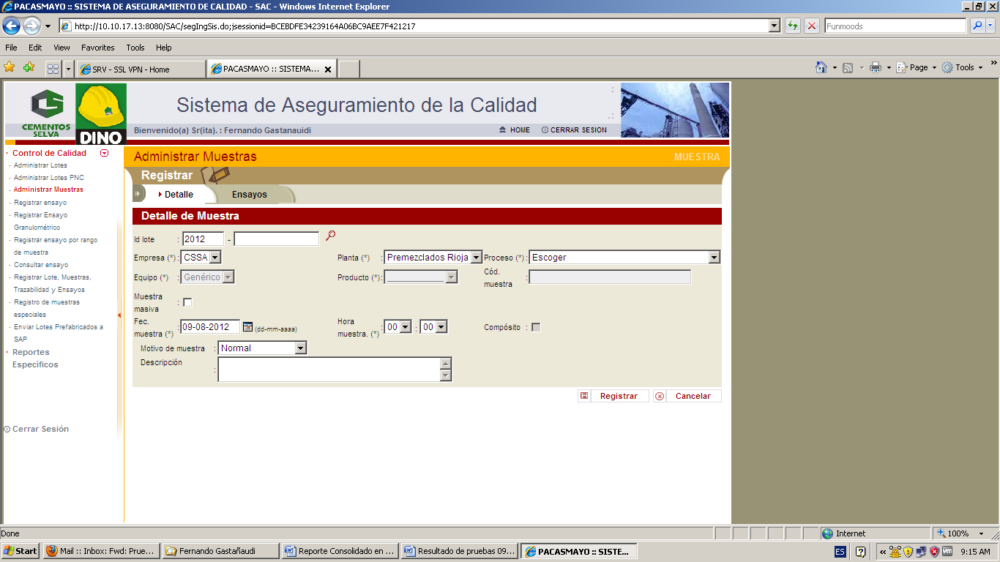 PACASMAYO :: SISTEMA DE ASEGURAMIENTO DE CALIDAD - SAC - Windows Internet Explorer
http://10.10.17.13:8080/SAC/segIngSis.do;jsessionid=BCEBDFE34239164A06BC9AEE7F421217
Funmoods
File Edit View Favorites Tools Help
SRV - SSL VPN - Home
PACASMAYO :: SISTEMA...
Page Tools
CEMENTOS SELVA
DINO
Sistema de Aseguramiento de la Calidad
Bienvenido(a) Sr(ita). : Fernando Gastanauidi
HOME CERRAR SESION
Control de Calidad
Administrar Lotes
Administrar Lotes PNC
Administrar Muestras
Registrar ensayo
Registrar Ensayo
Granulométrico
Registrar ensayo por rango
de muestra
Consultar ensayo
Registrar Lote, Muestras,
Trazabilidad y Ensayos
Registro de muestras
especiales
Enviar Lotes Prefabricados a
SAP
Reportes
Específicos
Cerrar Sesión
Administrar Muestras MUESTRA
Registrar
Detalle Ensayos
Detalle de Muestra
Id lote : 2012 -
Empresa (*) : CSSA Planta (*) : Premezclados Rioja Proceso (*) : Escoger
Equipo (*) : Genérico Producto (*) : Cód. muestra :
Muestra masiva :
Fec. muestra (*) : 09-08-2012 (dd-mm-aaaa) Hora muestra. (*) : 00 : 00 Compósito :
Motivo de muestra : Normal
Descripción :
Registrar Cancelar
Done Internet 100%
Start Mail :: Inbox: Fwd: Prue... Fernando Gastañaudi Reporte Consolidado en ... Resultado de pruebas 09... PACASMAYO :: SISTE... ES 9:15 AM